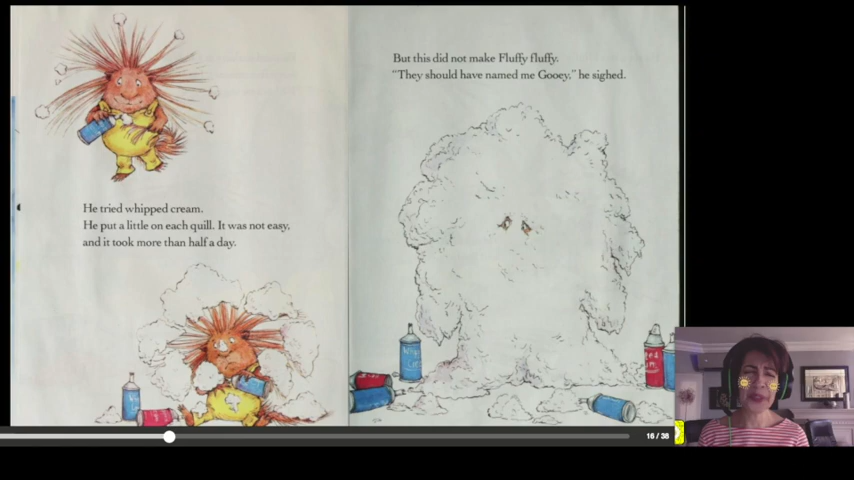 He tried whipped cream.
He put a little on each quill. It was not easy,
and it took more than half a day.
But this did not make Fluffy fluffy.
"They should have named me Gooey," he sighed.
16 / 38